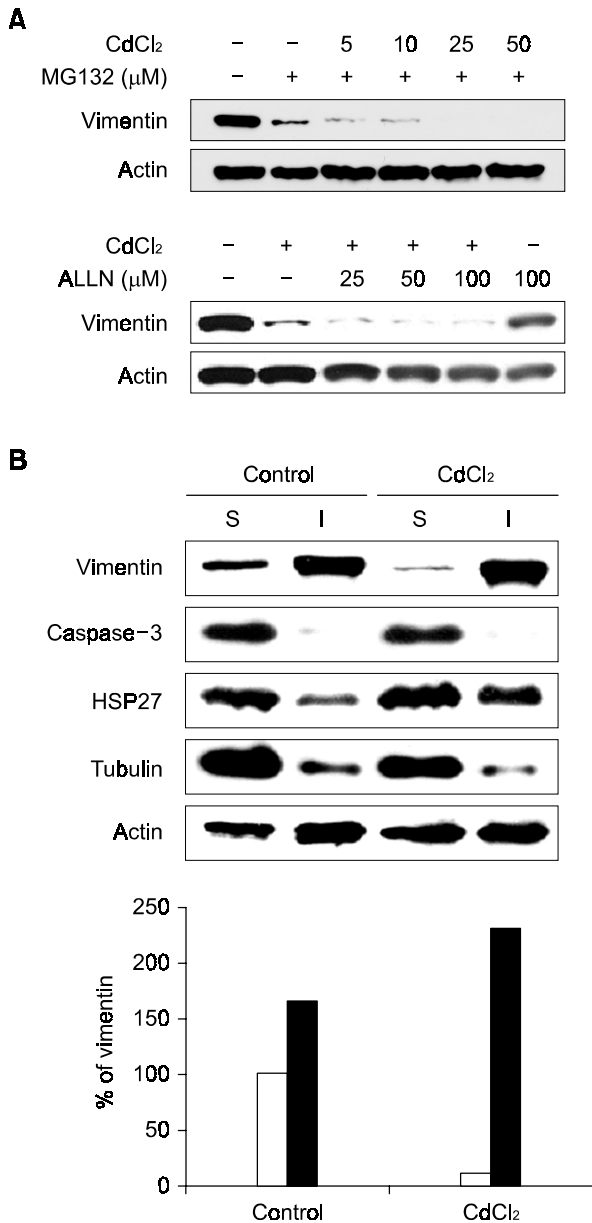 A
CdCl₂ – – 5 10 25 50
MG132 (μM) – + + + + +
Vimentin
Actin
CdCl₂ – + + + + –
ALLN (μM) – – 25 50 100 100
Vimentin
Actin
B
Control CdCl₂
S I S I
Vimentin
Caspase–3
HSP27
Tubulin
Actin
250
200
150
100
50
0
% of vimentin
Control CdCl₂